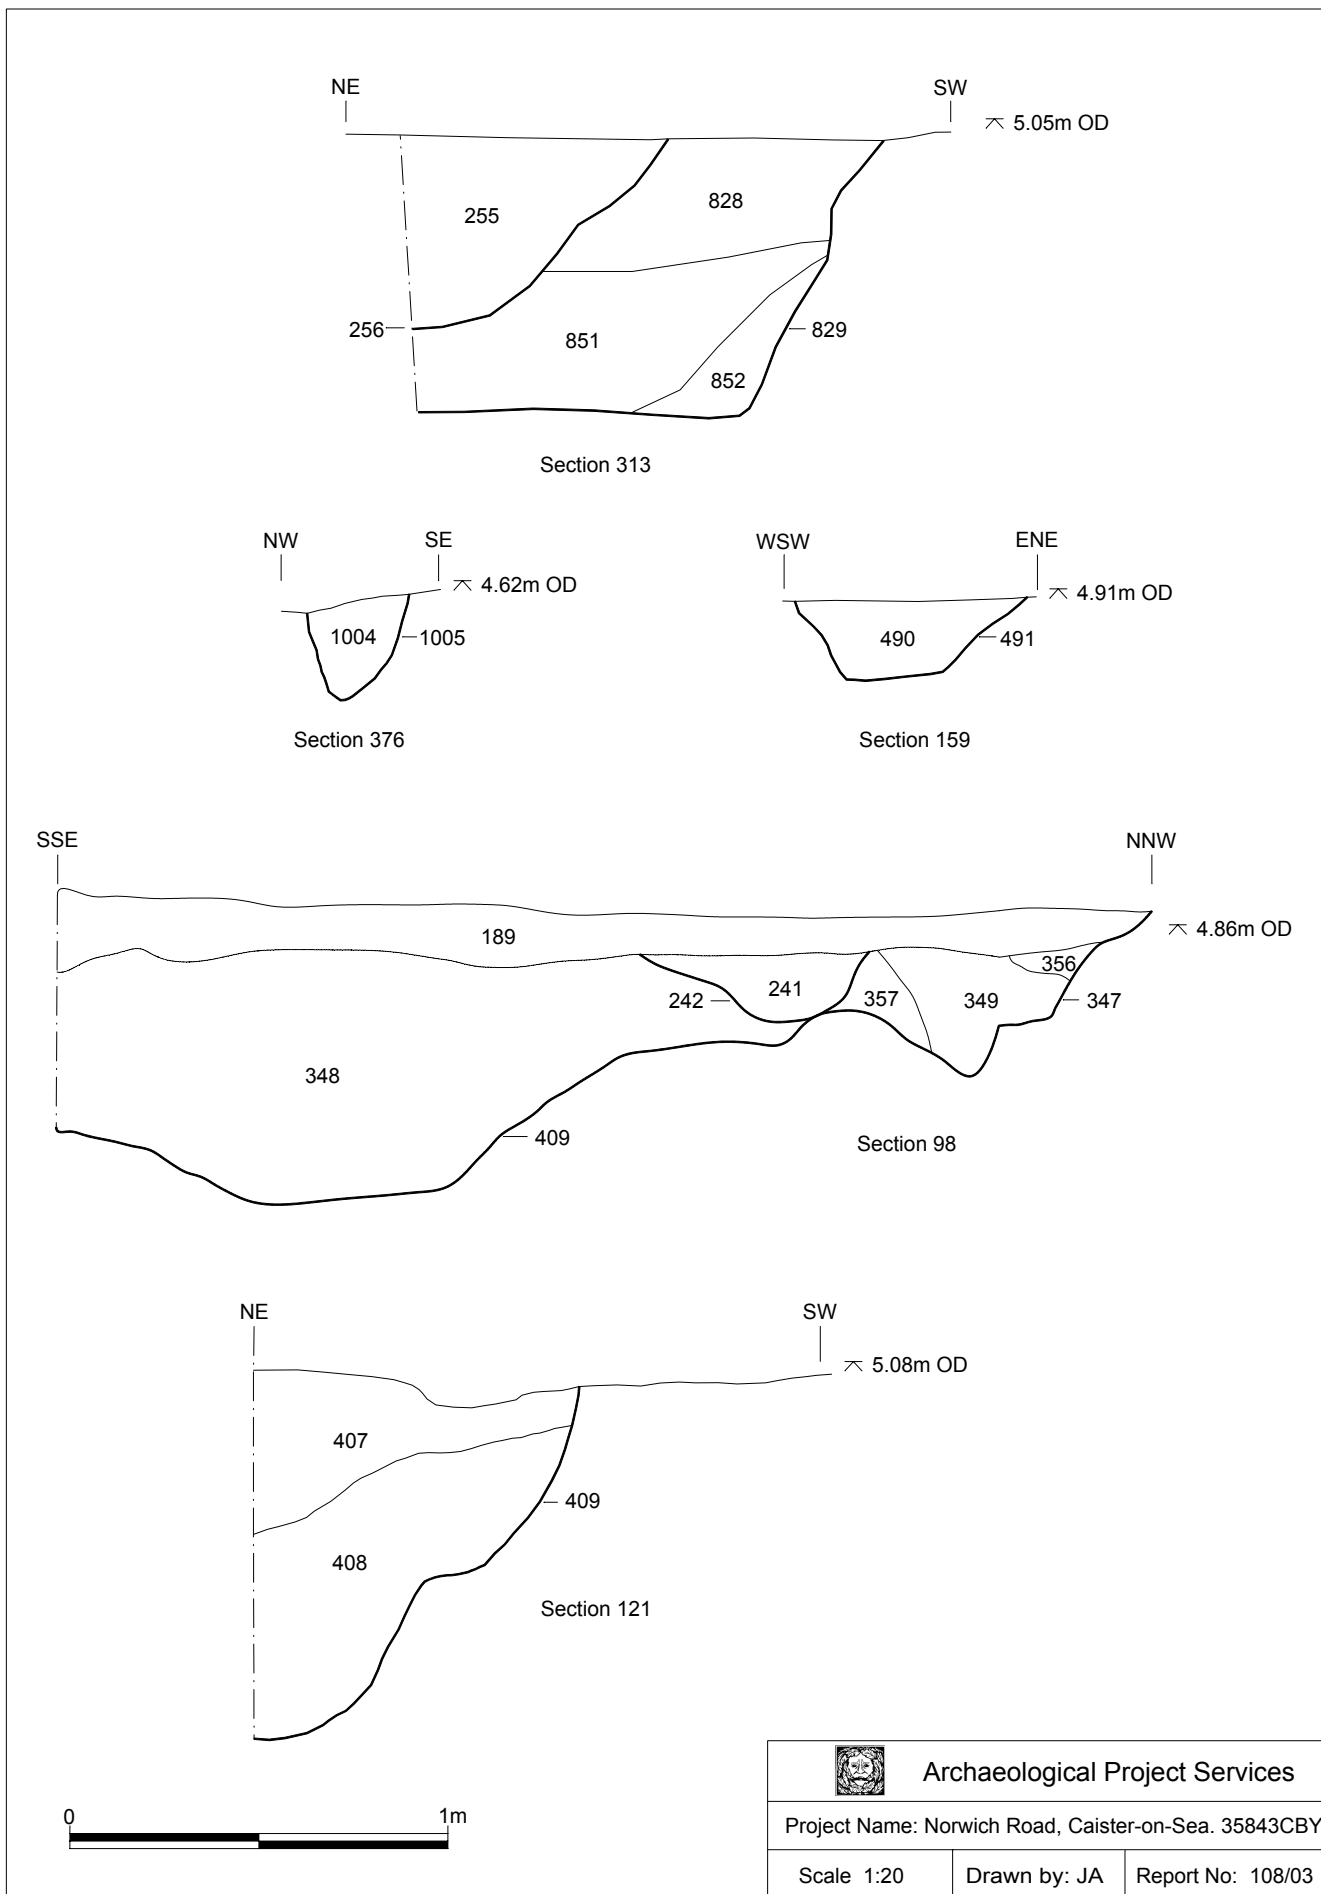 NE SW
5.05m OD
255 828
256 851 829
852
Section 313
NW SE
4.62m OD
1004 1005
Section 376
WSW ENE
4.91m OD
490 491
Section 159
SSE NNW
189 4.86m OD
356
242 241 357 349 347
348
409
Section 98
NE SW
5.08m OD
407
409
408
Section 121
0 1m
Archaeological Project Services
Project Name: Norwich Road, Caister-on-Sea. 35843CBY
Scale 1:20 Drawn by: JA Report No: 108/03